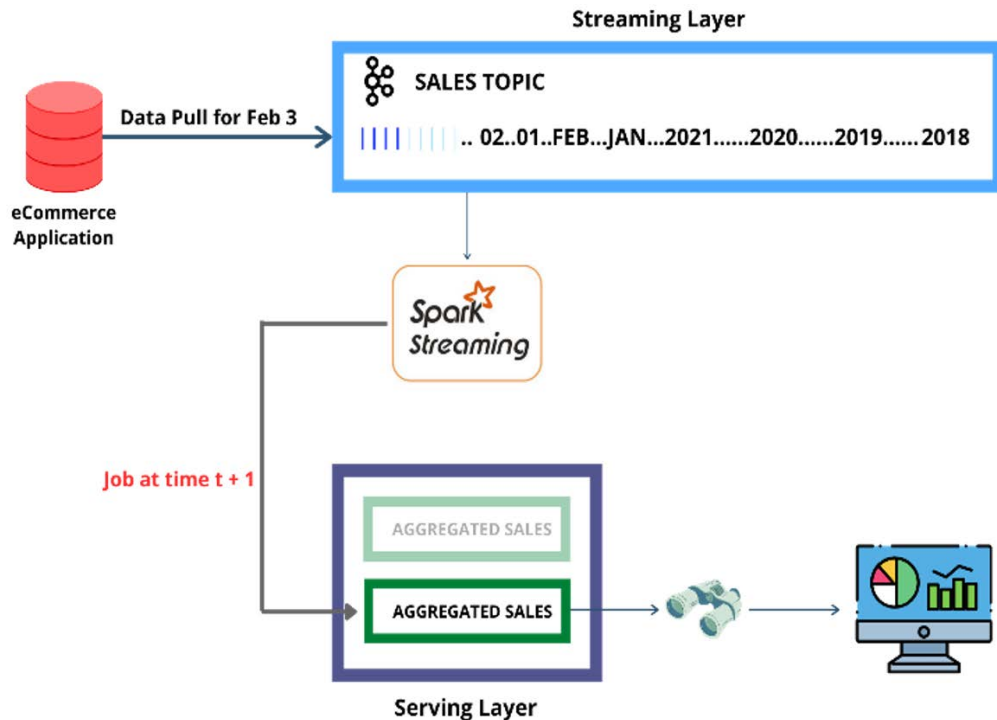 Streaming Layer
SALES TOPIC
Data Pull for Feb 3
.. 02..01..FEB...JAN...2021......2020......2019...... 2018
eCommerce
Application
Spark
Streaming
Job at time t + 1
AGGREGATED SALES
AGGREGATED SALES
Serving Layer